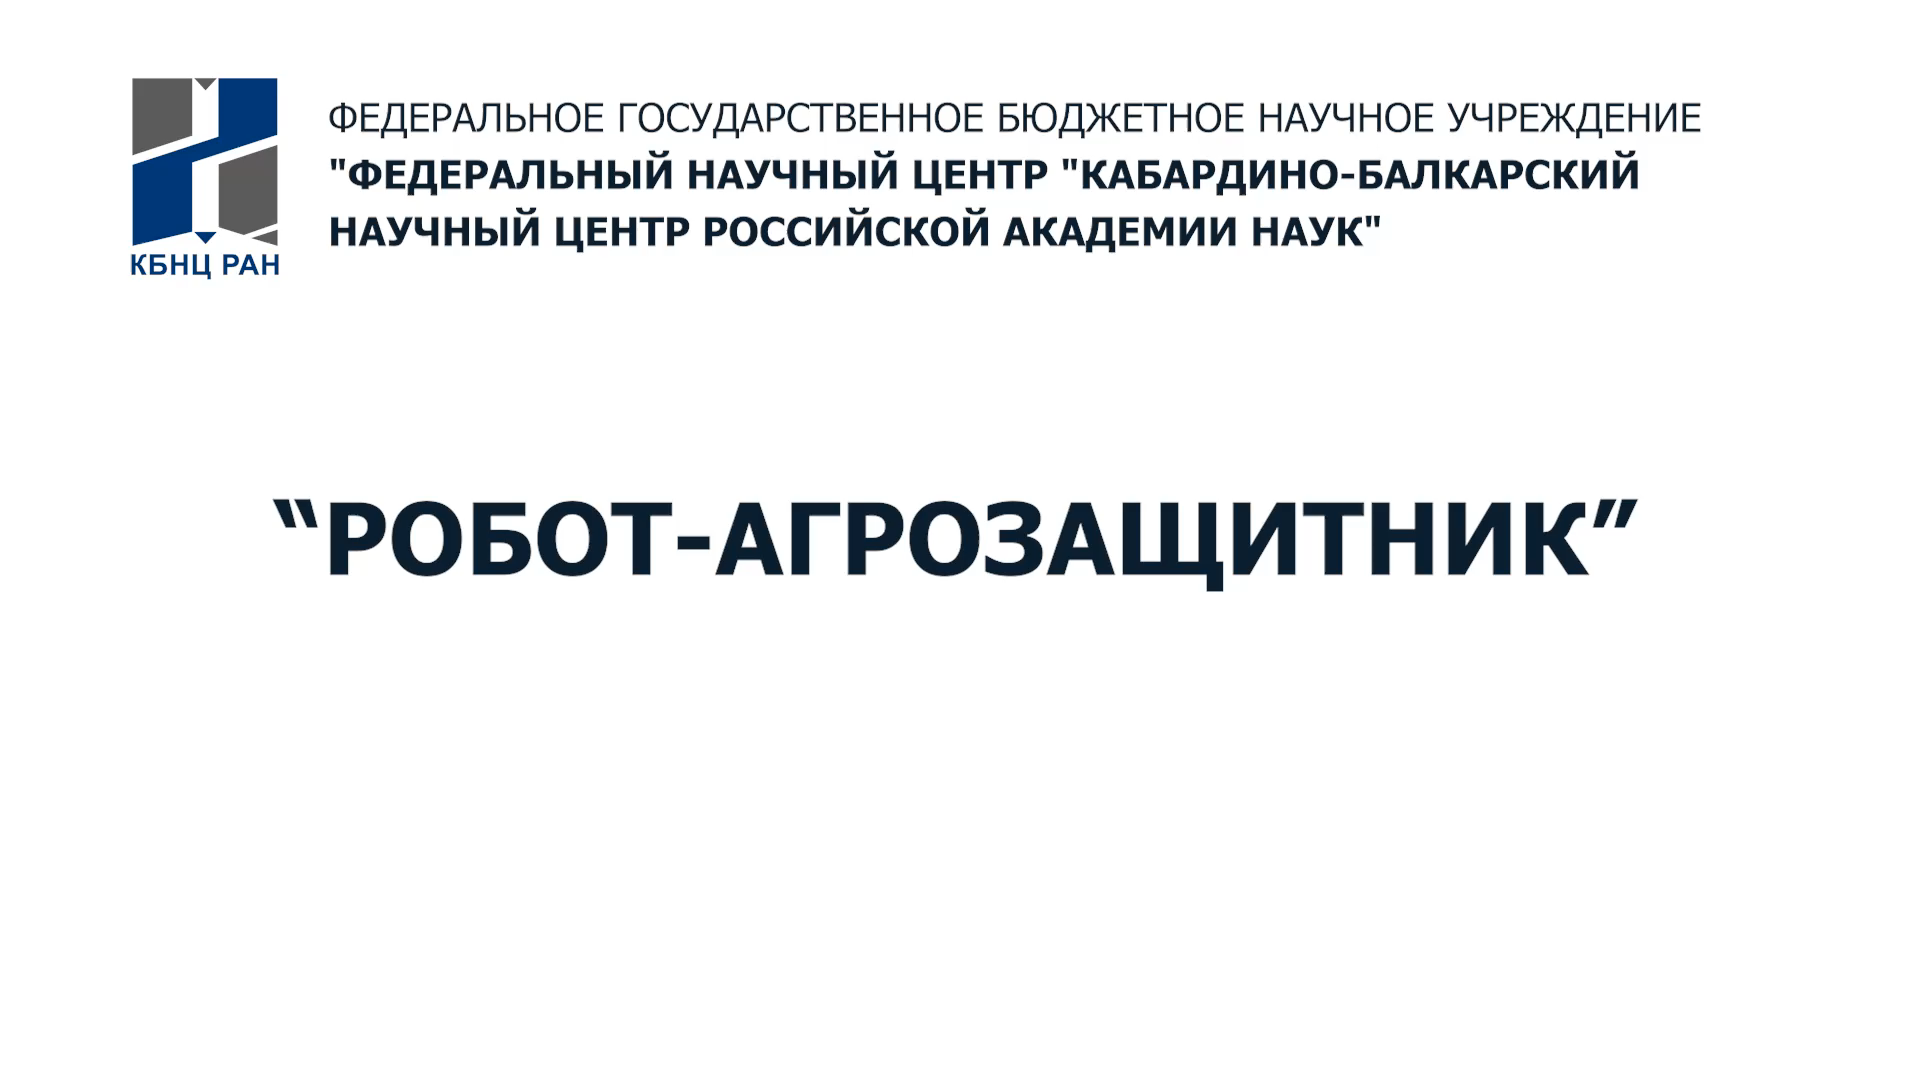 ФЕДЕРАЛЬНОЕ ГОСУДАРСТВЕННОЕ БЮДЖЕТНОЕ НАУЧНОЕ УЧРЕЖДЕНИЕ
"ФЕДЕРАЛЬНЫЙ НАУЧНЫЙ ЦЕНТР "КАБАРДИНО-БАЛКАРСКИЙ
НАУЧНЫЙ ЦЕНТР РОССИЙСКОЙ АКАДЕМИИ НАУК"
КБНЦ РАН
“РОБОТ-АГРОЗАЩИТНИК”